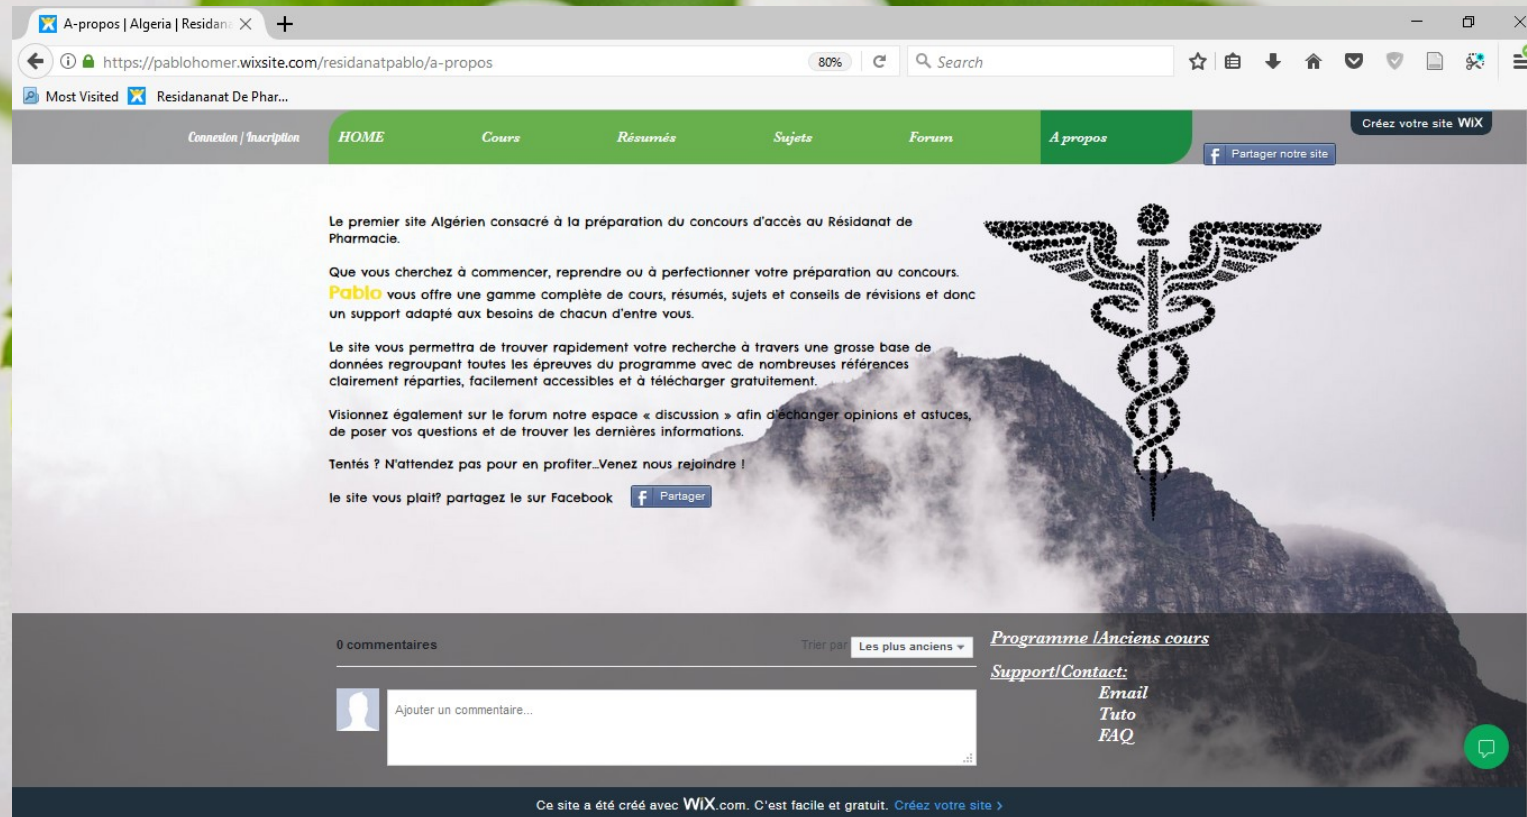 A-propos | Algeria | Residana
https://pablohomer.wixsite.com/residanatpablo/a-propos
80%
Search
Most Visited
Residananat De Phar...
Connexion / Inscription
HOME
Cours
Résumés
Sujets
Forum
A propos
Créez votre site WiX
Partager notre site
Le premier site Algérien consacré à la préparation du concours d'accès au Résidanat de
Pharmacie.
Que vous cherchez à commencer, reprendre ou à perfectionner votre préparation au concours.
Pablo vous offre une gamme complète de cours, résumés, sujets et conseils de révisions et donc
un support adapté aux besoins de chacun d'entre vous.
Le site vous permettra de trouver rapidement votre recherche à travers une grosse base de
données regroupant toutes les épreuves du programme avec de nombreuses références
clairement réparties, facilement accessibles et à télécharger gratuitement.
Visionnez également sur le forum notre espace « discussion » afin d'échanger opinions et astuces,
de poser vos questions et de trouver les dernières informations.
Tentés ? N'attendez pas pour en profiter...Venez nous rejoindre !
le site vous plait? partagez le sur Facebook
Partager
0 commentaires
Trier par Les plus anciens
Ajouter un commentaire...
Programme /Anciens cours
Support/Contact:
Email
Tuto
FAQ
Ce site a été créé avec WiX.com. C'est facile et gratuit. Créez votre site >